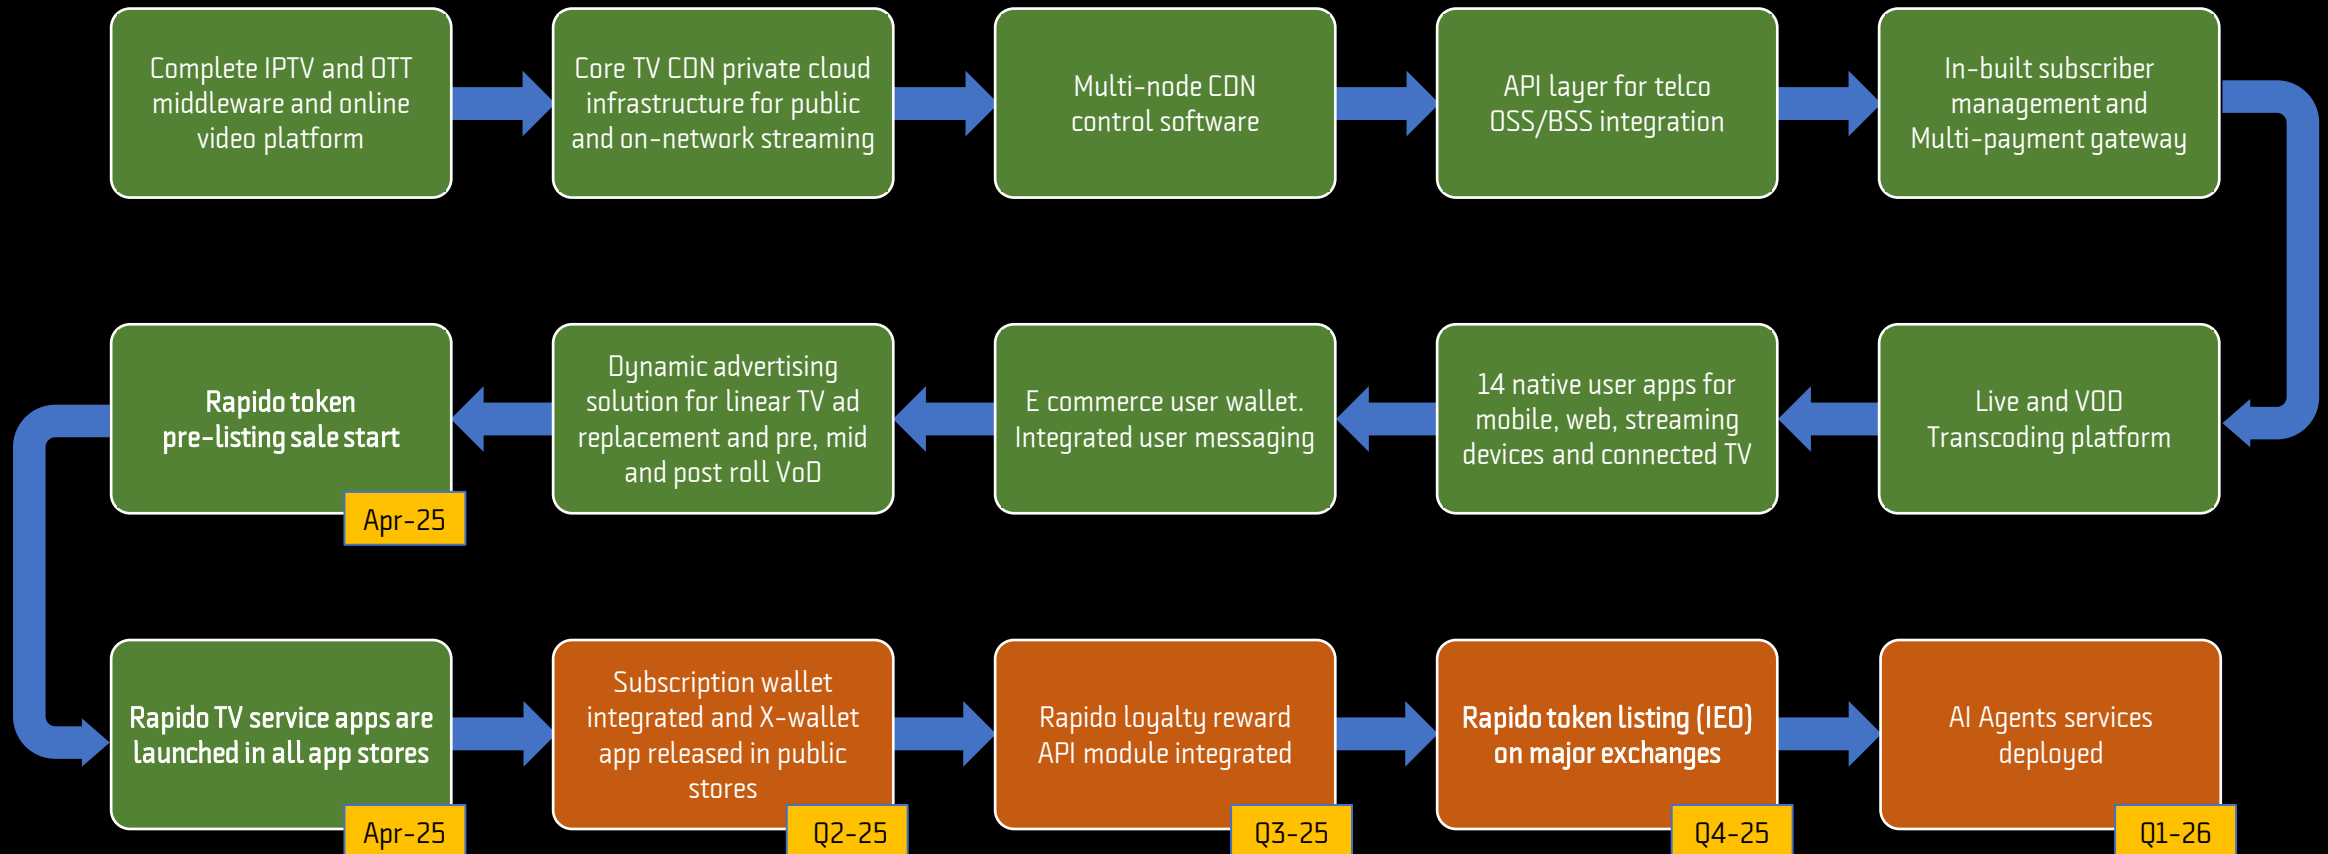 Complete IPTV and OTT
middleware and online
video platform
Core TV CDN private cloud
infrastructure for public
and on-network streaming
Multi-node CDN
control software
API layer for telco
OSS/BSS integration
In-built subscriber
management and
Multi-payment gateway
Live and VOD
Transcoding platform
14 native user apps for
mobile, web, streaming
devices and connected TV
E commerce user wallet.
Integrated user messaging
Dynamic advertising
solution for linear TV ad
replacement and pre, mid
and post roll VoD
Rapido token
pre-listing sale start
Apr-25
Rapido TV service apps are
launched in all app stores
Apr-25
Subscription wallet
integrated and X-wallet
app released in public
stores
Q2-25
Rapido loyalty reward
API module integrated
Q3-25
Rapido token listing (IEO)
on major exchanges
Q4-25
AI Agents services
deployed
Q1-26